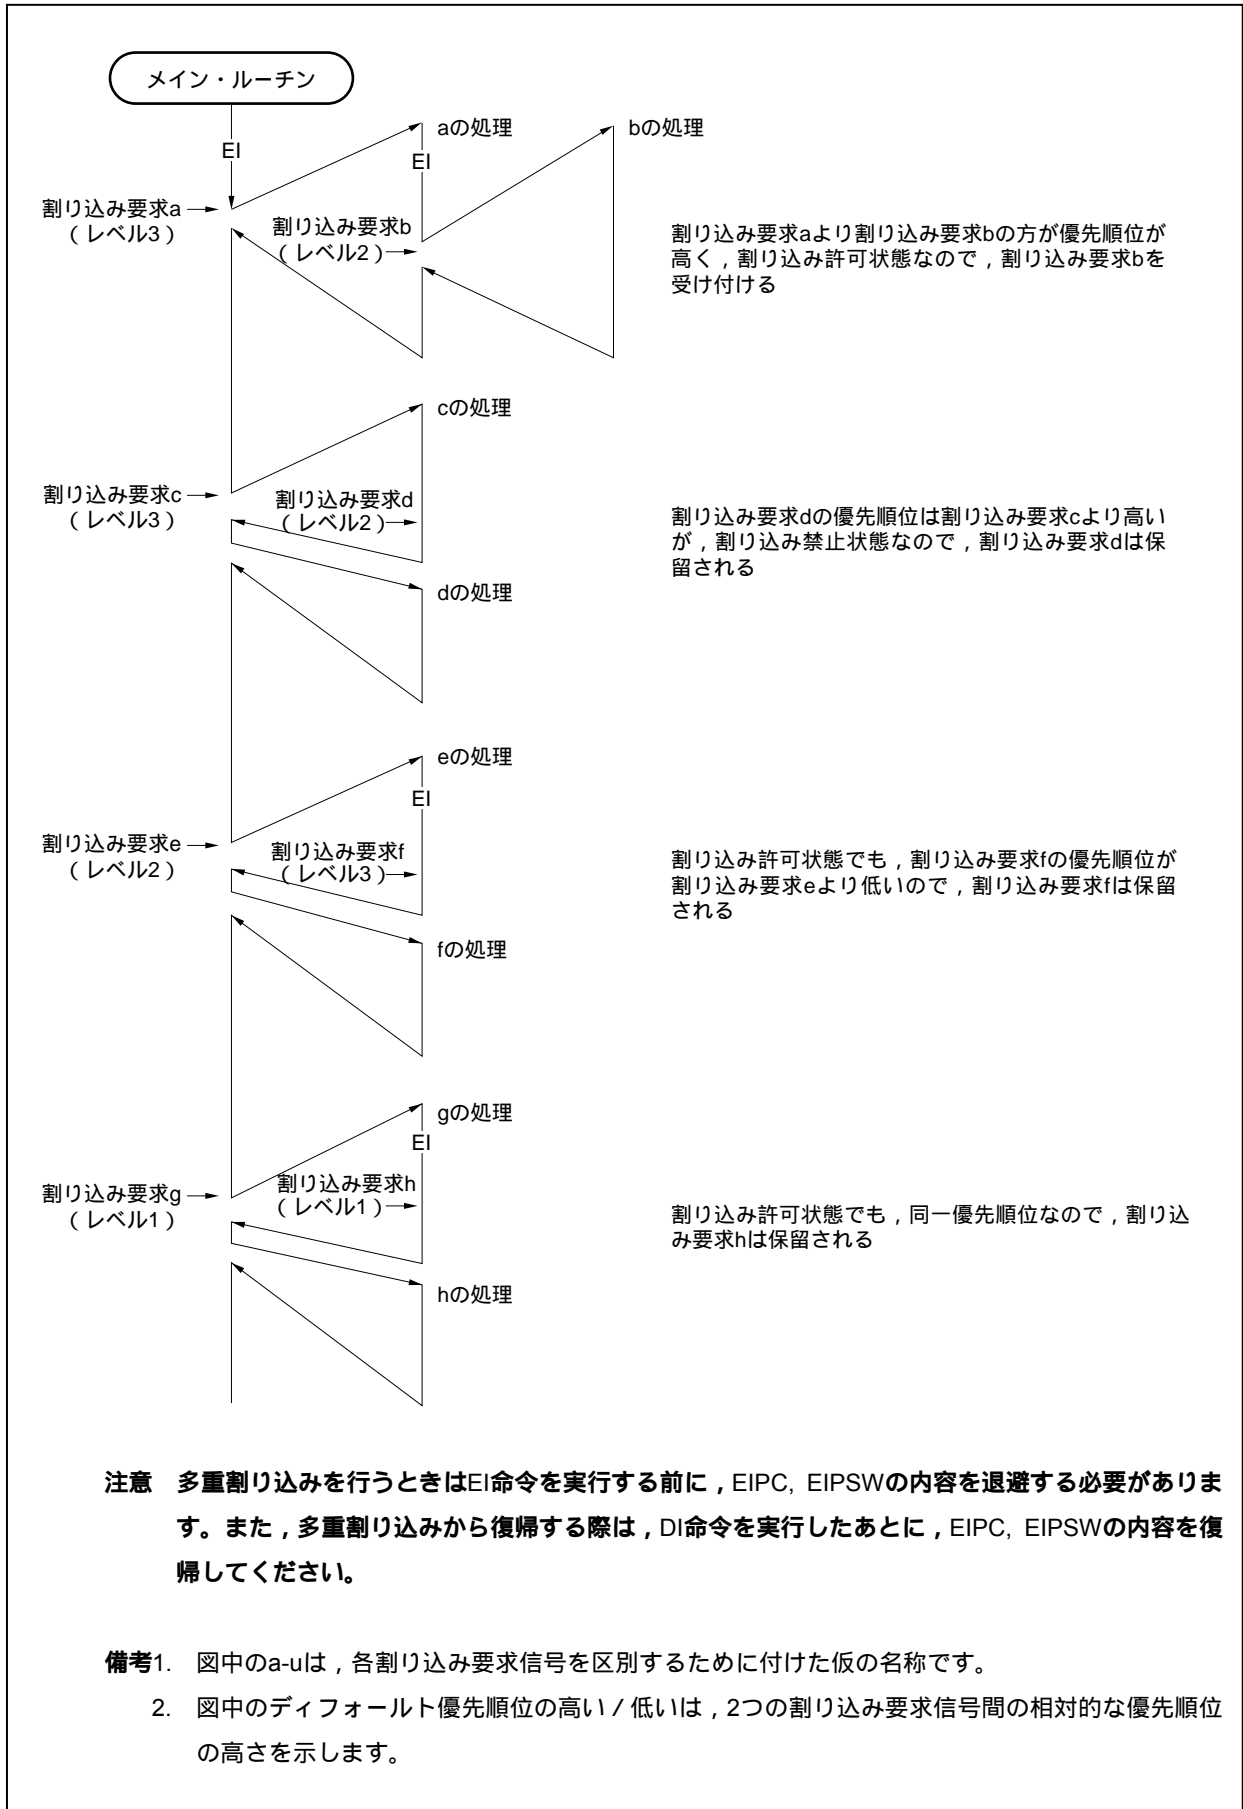 メイン・ルーチン
EI
aの処理
EI
bの処理
割り込み要求a
（レベル3）
割り込み要求b
（レベル2）
割り込み要求aより割り込み要求bの方が優先順位が
高く，割り込み許可状態なので，割り込み要求bを
受け付ける
cの処理
割り込み要求c
（レベル3）
割り込み要求d
（レベル2）
割り込み要求dの優先順位は割り込み要求cより高い
が，割り込み禁止状態なので，割り込み要求dは保
留される
dの処理
eの処理
EI
割り込み要求e
（レベル2）
割り込み要求f
（レベル3）
割り込み許可状態でも，割り込み要求fの優先順位が
割り込み要求eより低いので，割り込み要求fは保留
される
fの処理
gの処理
EI
割り込み要求g
（レベル1）
割り込み要求h
（レベル1）
割り込み許可状態でも，同一優先順位なので，割り込
み要求hは保留される
hの処理
注意　多重割り込みを行うときはEI命令を実行する前に，EIPC, EIPSWの内容を退避する必要がありま
す。また，多重割り込みから復帰する際は，DI命令を実行したあとに，EIPC, EIPSWの内容を復
帰してください。
備考1.　図中のa-uは，各割り込み要求信号を区別するために付けた仮の名称です。
2.　図中のディフォールト優先順位の高い／低いは，2つの割り込み要求信号間の相対的な優先順位
の高さを示します。